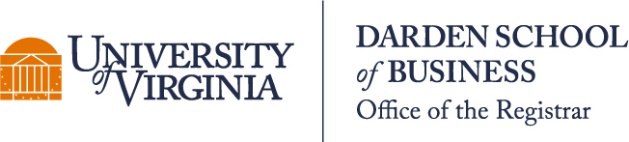 UNIVERSITY
of VIRGINIA
DARDEN SCHOOL
of BUSINESS
Office of the Registrar